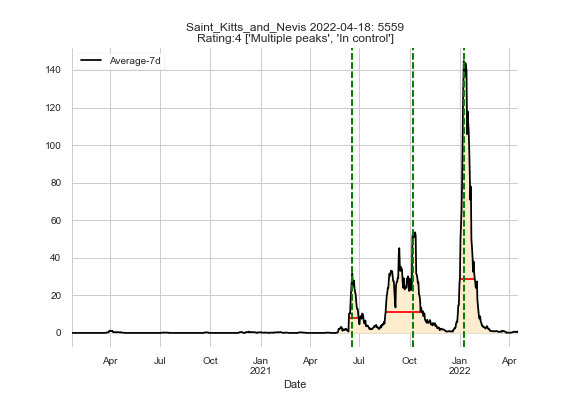 Saint_Kitts_and_Nevis 2022-04-18: 5559
Rating:4 ['Multiple peaks', 'In control']
Average-7d
140
120
100
80
60
40
20
0
Apr
Jul
Oct
Jan
2021
Apr
Jul
Oct
Jan
2022
Apr
Date